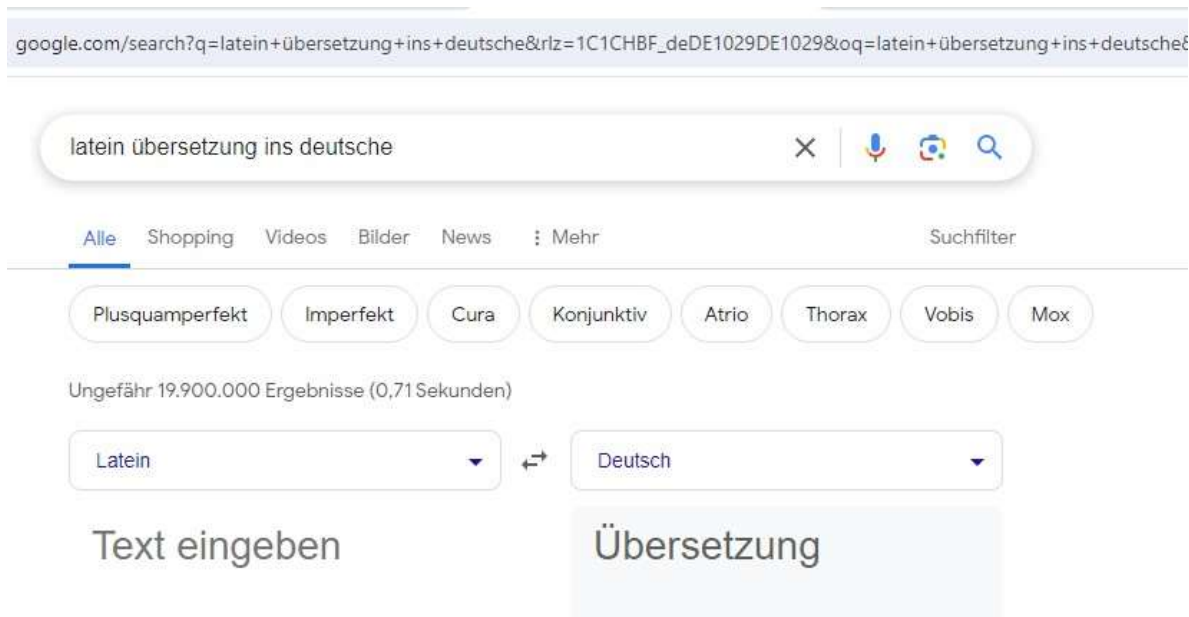 google.com/search?q=latein+übersetzung+ins+deutsche&rlz=1C1CHBF_deDE1029DE1029&oq=latein+übersetzung+ins+deutsche&
latein übersetzung ins deutsche
Alle Shopping Videos Bilder News Mehr Suchfilter
Plusquamperfekt Imperfekt Cura Konjunktiv Atrio Thorax Vobis Mox
Ungefähr 19.900.000 Ergebnisse (0,71 Sekunden)
Latein Deutsch
Text eingeben Übersetzung